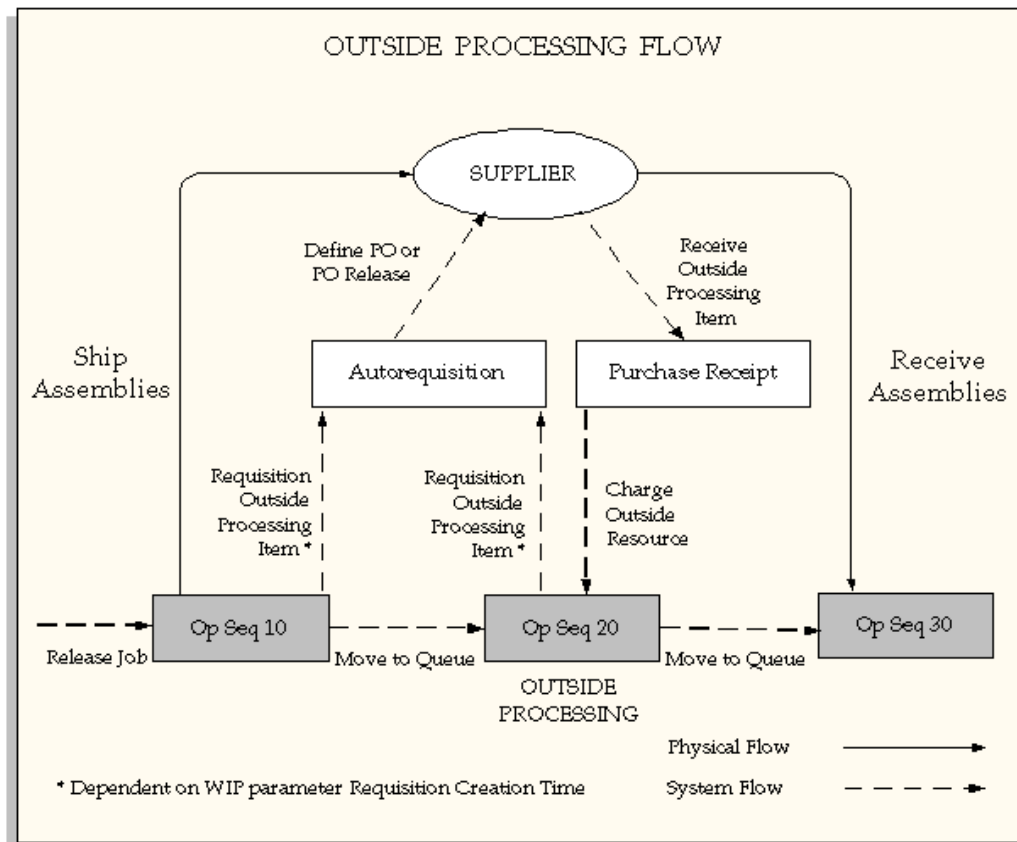 OUTSIDE PROCESSING FLOW
SUPPLIER
Define PO or
PO Release
Receive
Outside
Processing
Item
Ship
Assemblies
Autorequisition
Purchase Receipt
Receive
Assemblies
Requisition
Outside
Processing
Item *
Requisition
Outside
Processing
Item *
Charge
Outside
Resource
Op Seq 10
Op Seq 20
Op Seq 30
Release Job
Move to Queue
Move to Queue
OUTSIDE
PROCESSING
Physical Flow
* Dependent on WIP parameter Requisition Creation Time
System Flow